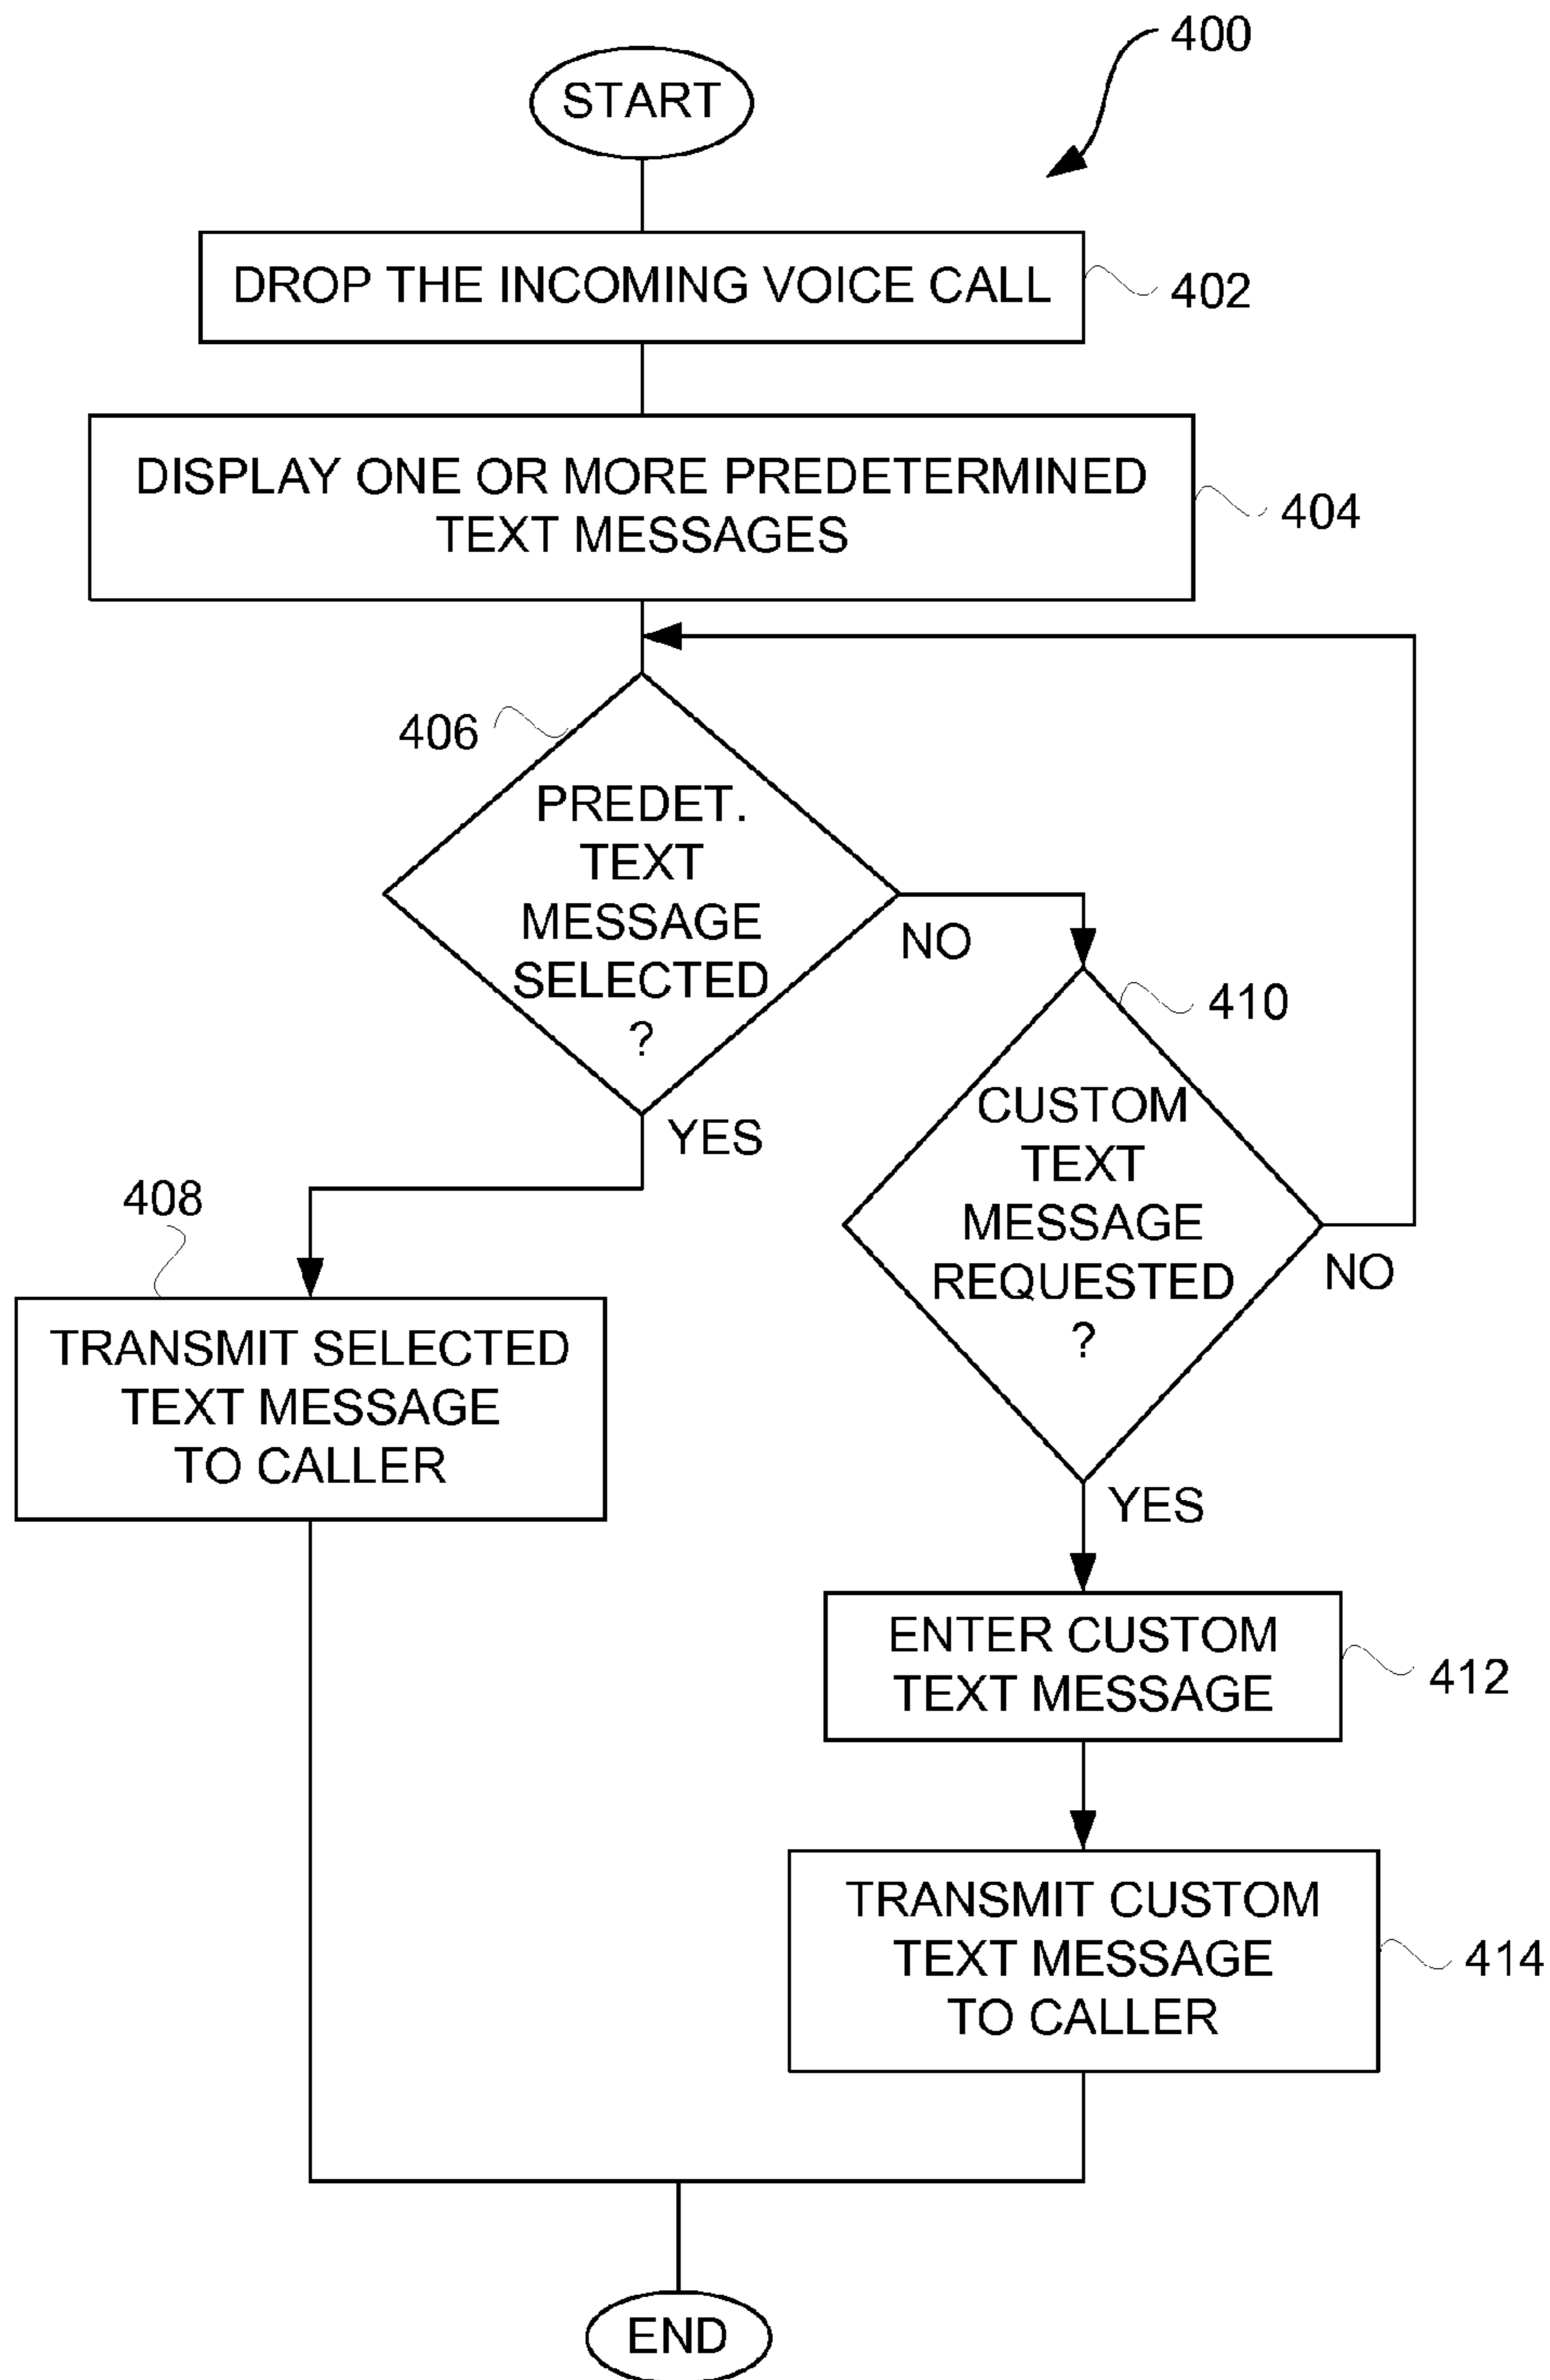 400
START
DROP THE INCOMING VOICE CALL
402
DISPLAY ONE OR MORE PREDETERMINED
TEXT MESSAGES
404
406
PREDET.
TEXT
MESSAGE
SELECTED
?
NO
YES
410
CUSTOM
TEXT
MESSAGE
REQUESTED
?
NO
YES
408
TRANSMIT SELECTED
TEXT MESSAGE
TO CALLER
ENTER CUSTOM
TEXT MESSAGE
412
TRANSMIT CUSTOM
TEXT MESSAGE
TO CALLER
414
END